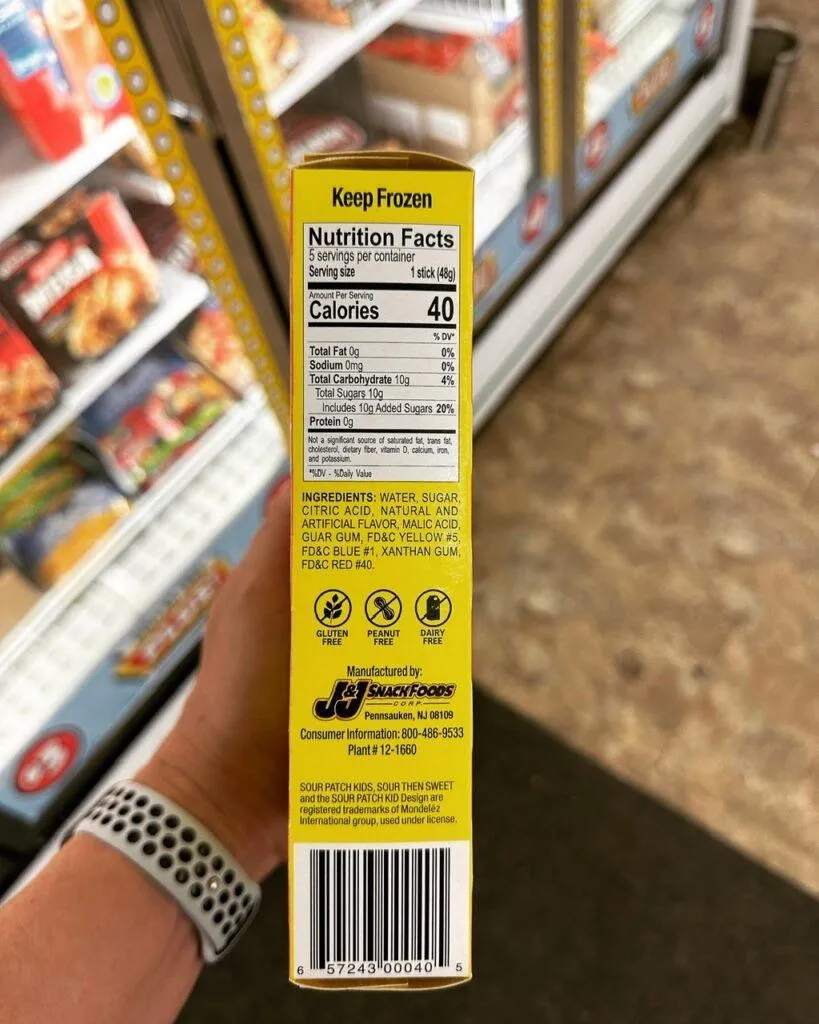 Keep Frozen
Nutrition Facts
5 servings per container
Serving size 1 stick (48g)
Amount Per Serving
Calories 40
% DV*
Total Fat 0g 0%
Sodium 0mg 0%
Total Carbohydrate 10g 4%
Total Sugars 10g
Includes 10g Added Sugars 20%
Protein 0g
Not a significant source of saturated fat, trans fat,
cholesterol, dietary fiber, vitamin D, calcium, iron,
and potassium.
*%DV - %Daily Value
INGREDIENTS: WATER, SUGAR,
CITRIC ACID, NATURAL AND
ARTIFICIAL FLAVOR, MALIC ACID,
GUAR GUM, FD&C YELLOW #5,
FD&C BLUE #1, XANTHAN GUM,
FD&C RED #40.
GLUTEN FREE
PEANUT FREE
DAIRY FREE
Manufactured by:
J&J SNACK FOODS
CORP.
Pennsauken, NJ 08109
Consumer Information: 800-486-9533
Plant # 12-1660
SOUR PATCH KIDS, SOUR THEN SWEET
and the SOUR PATCH KID Design are
registered trademarks of Mondelēz
International group, used under license.
6 57243 00040 5